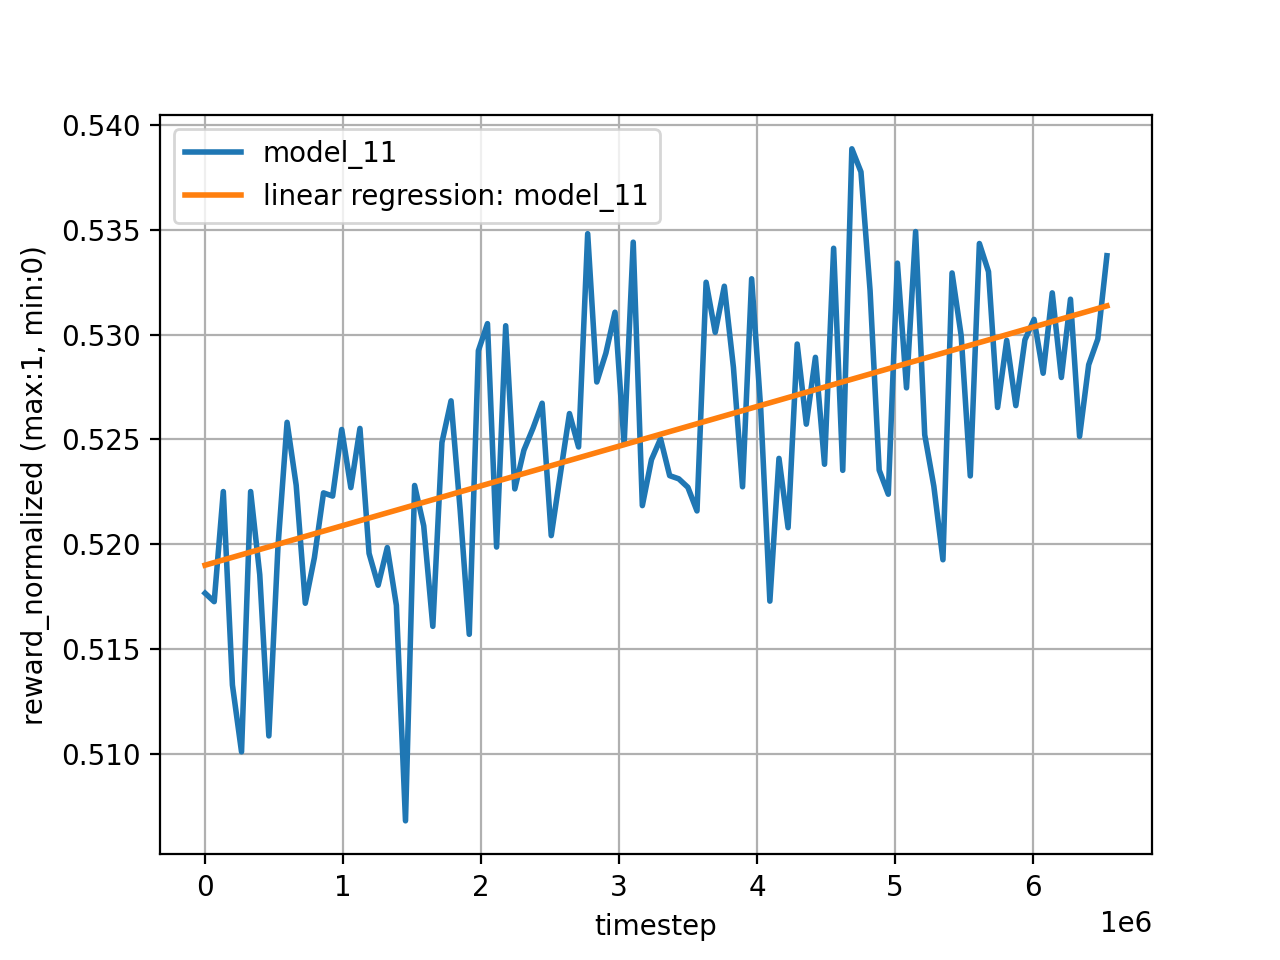 0.540
0.535
0.530
0.525
0.520
0.515
0.510
reward_normalized (max:1, min:0)
model_11
linear regression: model_11
0 1 2 3 4 5 6
1e6
timestep